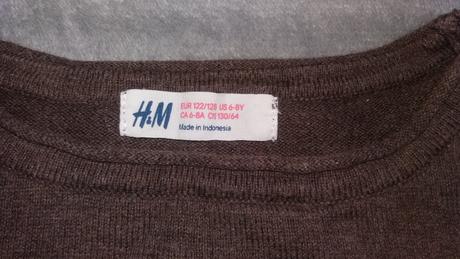 H&M
EUR 122/128 US 6-8Y
CA 6-8A CN 130/64
Made in Indonesia